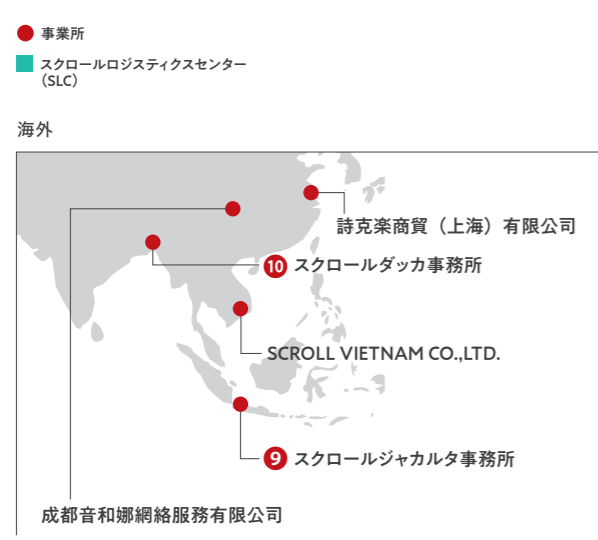 事業所
スクロールロジスティクスセンター
（SLC）
海外
詩克楽商貿（上海）有限公司
10 スクロールダッカ事務所
SCROLL VIETNAM CO.,LTD.
9 スクロールジャカルタ事務所
成都音和娜網絡服務有限公司